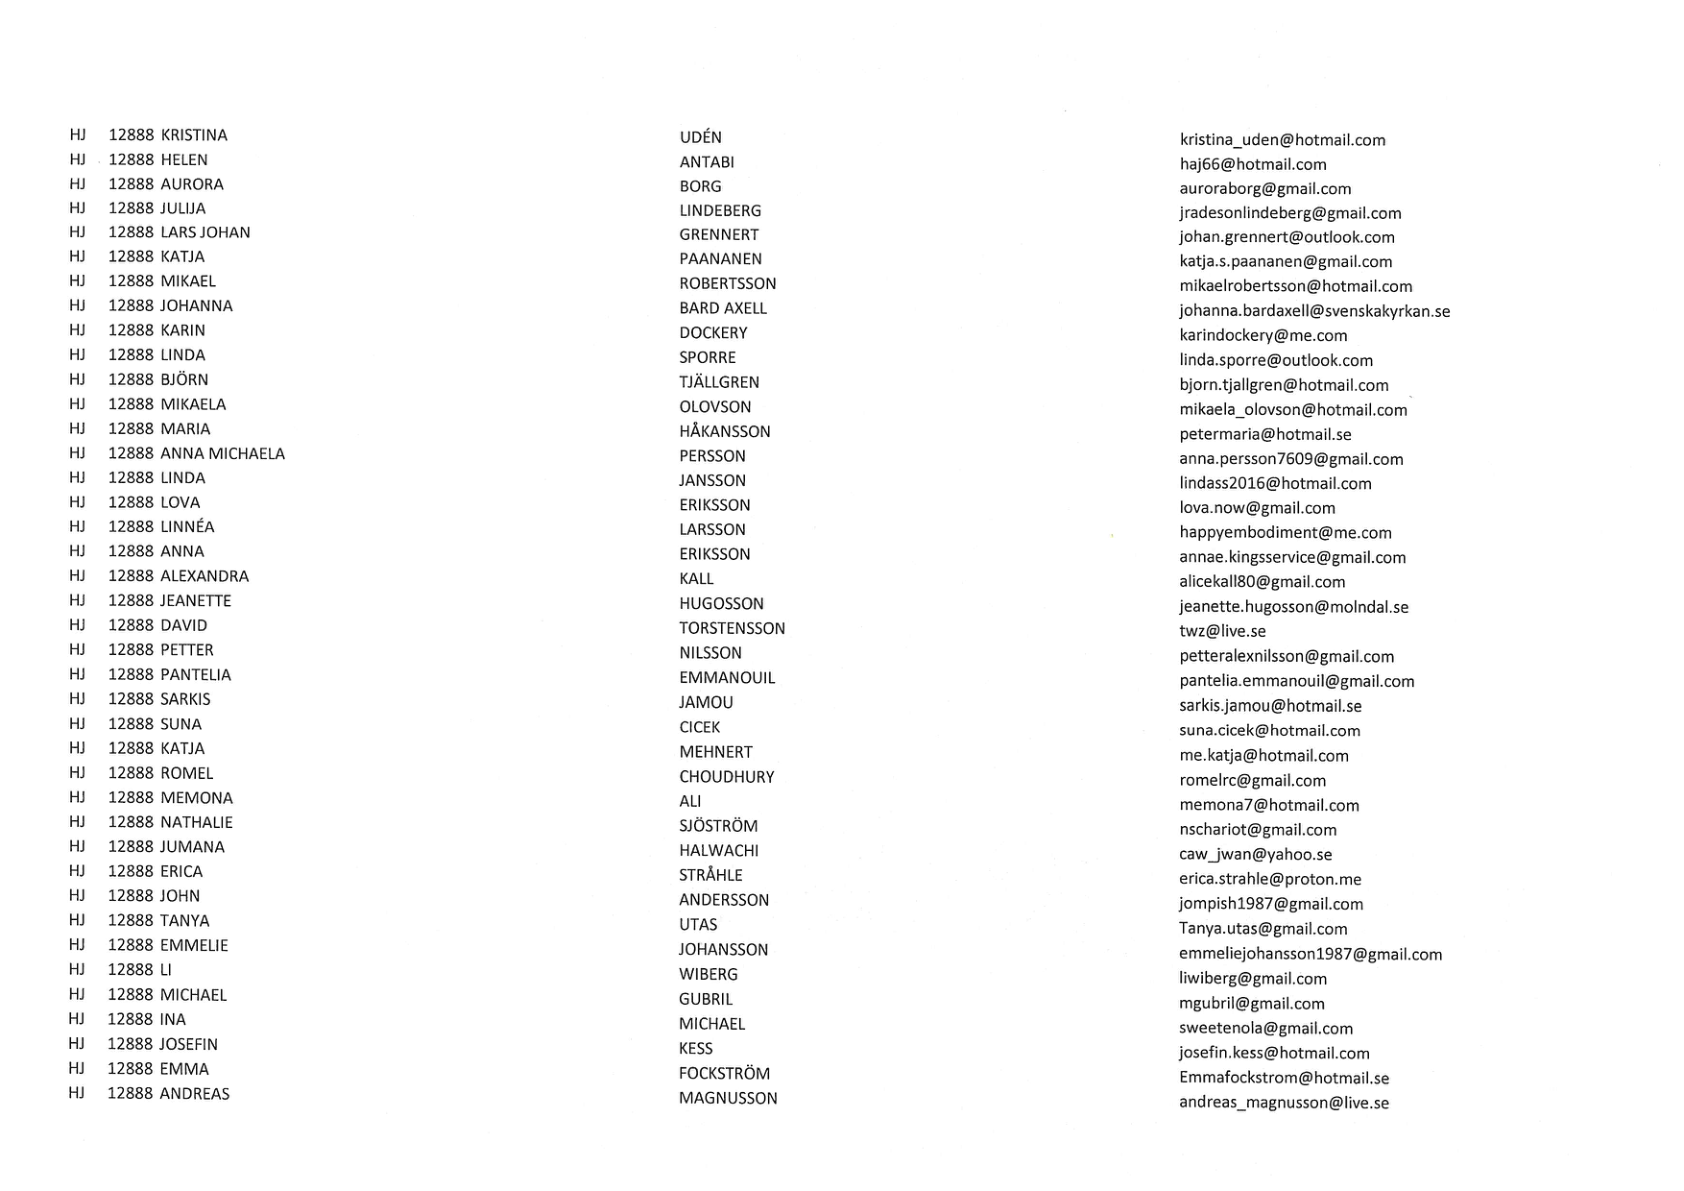 HJ 12888 KRISTINA UDÉN kristina_uden@hotmail.com
HJ 12888 HELEN ANTABI haj66@hotmail.com
HJ 12888 AURORA BORG auroraborg@gmail.com
HJ 12888 JULIJA LINDEBERG jradesonlindeberg@gmail.com
HJ 12888 LARS JOHAN GRENNERT johan.grennert@outlook.com
HJ 12888 KATJA PAANANEN katja.s.paananen@gmail.com
HJ 12888 MIKAEL ROBERTSSON mikaelrobertsson@hotmail.com
HJ 12888 JOHANNA BARD AXELL johanna.bardaxell@svenskakyrkan.se
HJ 12888 KARIN DOCKERY karindockery@me.com
HJ 12888 LINDA SPORRE linda.sporre@outlook.com
HJ 12888 BJÖRN TJÄLLGREN bjorn.tjallgren@hotmail.com
HJ 12888 MIKAELA OLOVSON mikaela_olovson@hotmail.com
HJ 12888 MARIA HÅKANSSON petermaria@hotmail.se
HJ 12888 ANNA MICHAELA PERSSON anna.persson7609@gmail.com
HJ 12888 LINDA JANSSON lindass2016@hotmail.com
HJ 12888 LOVA ERIKSSON lova.now@gmail.com
HJ 12888 LINNÉA LARSSON happyembodiment@me.com
HJ 12888 ANNA ERIKSSON annae.kingsservice@gmail.com
HJ 12888 ALEXANDRA KALL alicekall80@gmail.com
HJ 12888 JEANETTE HUGOSSON jeanette.hugosson@molndal.se
HJ 12888 DAVID TORSTENSSON twz@live.se
HJ 12888 PETTER NILSSON petteralexnilsson@gmail.com
HJ 12888 PANTELIA EMMANOUIL pantelia.emmanouil@gmail.com
HJ 12888 SARKIS JAMOU sarkis.jamou@hotmail.se
HJ 12888 SUNA CICEK suna.cicek@hotmail.com
HJ 12888 KATJA MEHNERT me.katja@hotmail.com
HJ 12888 ROMEL CHOUDHURY romelrc@gmail.com
HJ 12888 MEMONA ALI memona7@hotmail.com
HJ 12888 NATHALIE SJÖSTRÖM nschariot@gmail.com
HJ 12888 JUMANA HALWACHI caw_jwan@yahoo.se
HJ 12888 ERICA STRÅHLE erica.strahle@proton.me
HJ 12888 JOHN ANDERSSON jompish1987@gmail.com
HJ 12888 TANYA UTAS Tanya.utas@gmail.com
HJ 12888 EMMELIE JOHANSSON emmeliejohansson1987@gmail.com
HJ 12888 LI WIBERG liwiberg@gmail.com
HJ 12888 MICHAEL GUBRIL mgubril@gmail.com
HJ 12888 INA MICHAEL sweetenola@gmail.com
HJ 12888 JOSEFIN KESS josefin.kess@hotmail.com
HJ 12888 EMMA FOCKSTRÖM Emmafockstrom@hotmail.se
HJ 12888 ANDREAS MAGNUSSON andreas_magnusson@live.se